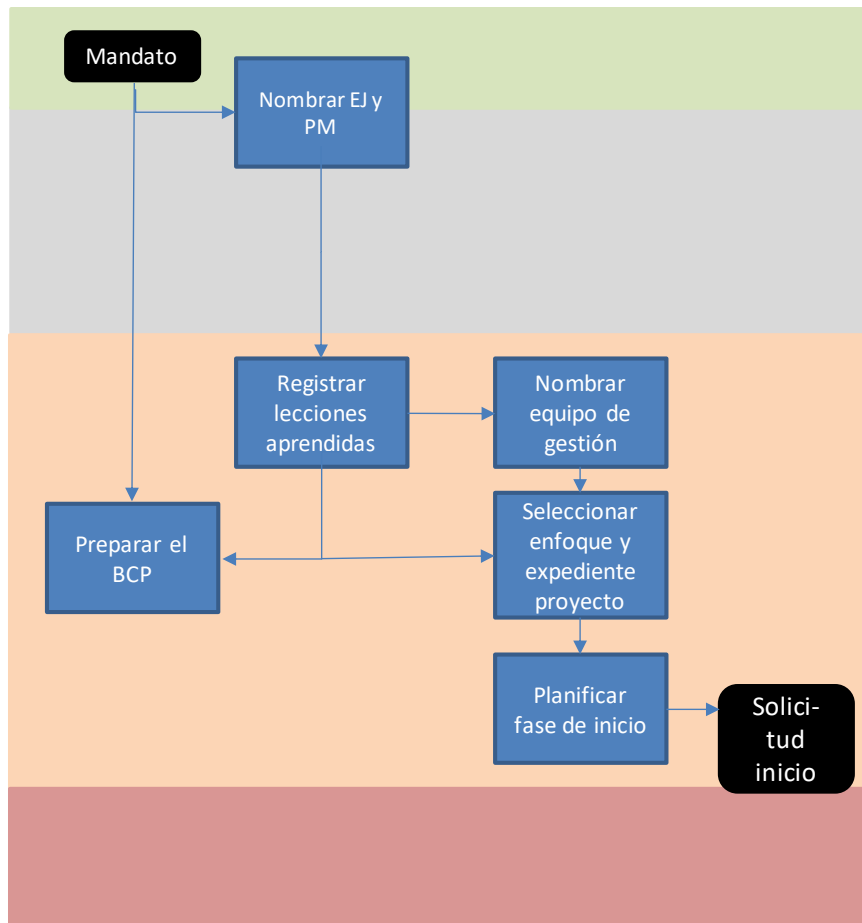 Mandato
Nombrar EJ y
PM
Registrar
lecciones
aprendidas
Nombrar
equipo de
gestión
Preparar el
BCP
Seleccionar
enfoque y
expediente
proyecto
Planificar
fase de inicio
Solici-
tud
inicio